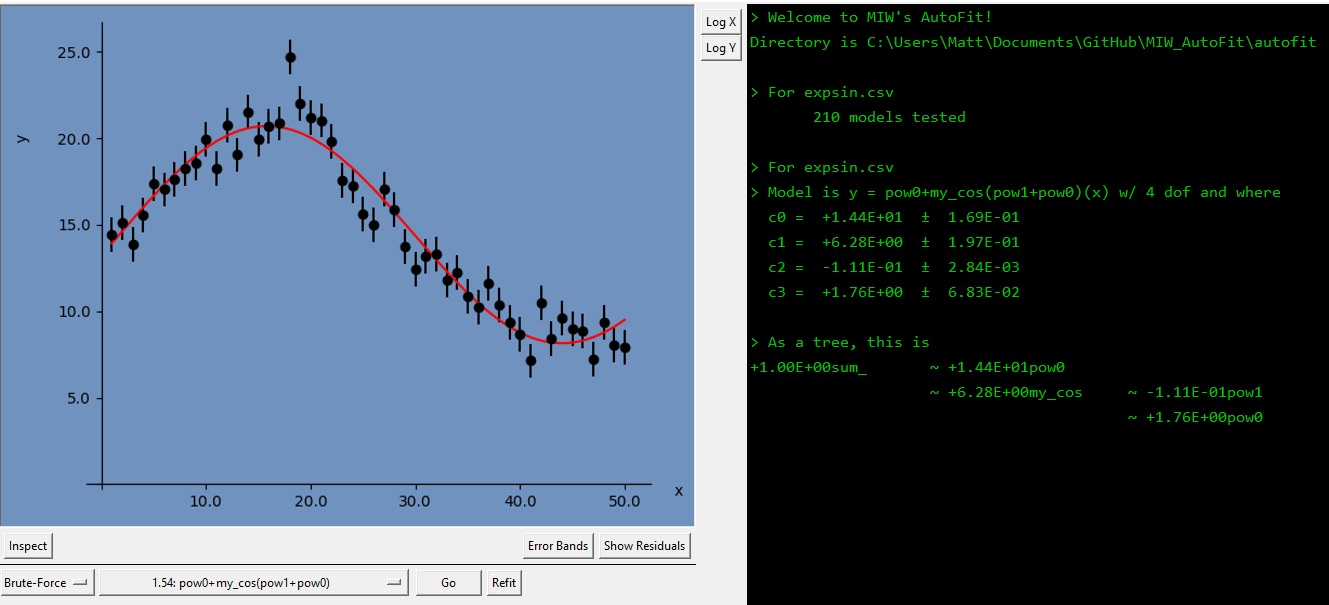 25.0
20.0
15.0
10.0
5.0
y
10.0 20.0 30.0 40.0 50.0
x
Log X
Log Y
Inspect
Error Bands
Show Residuals
Brute-Force
1.54: pow0+my_cos(pow1+pow0)
Go
Refit
> Welcome to MIW's AutoFit!
Directory is C:\Users\Matt\Documents\GitHub\MIW_AutoFit\autofit
> For expsin.csv
210 models tested
> For expsin.csv
> Model is y = pow0+my_cos(pow1+pow0)(x) w/ 4 dof and where
c0 = +1.44E+01 ± 1.69E-01
c1 = +6.28E+00 ± 1.97E-01
c2 = -1.11E-01 ± 2.84E-03
c3 = +1.76E+00 ± 6.83E-02
> As a tree, this is
+1.00E+00sum_ ~ +1.44E+01pow0
~ +6.28E+00my_cos ~ -1.11E-01pow1
~ +1.76E+00pow0